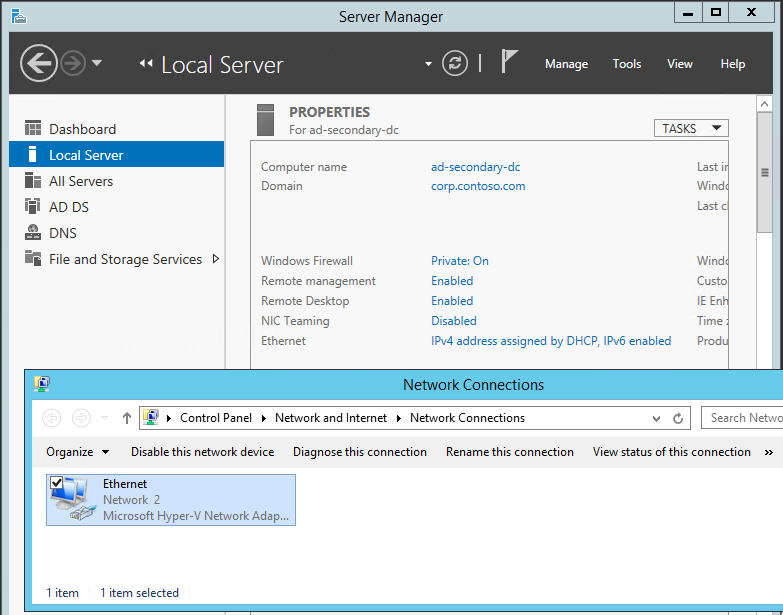 Server Manager
Local Server
Manage Tools View Help
Dashboard
Local Server
All Servers
AD DS
DNS
File and Storage Services
PROPERTIES
For ad-secondary-dc
TASKS
Computer name ad-secondary-dc Last in
Domain corp.contoso.com Windo
Last cl
Windows Firewall Private: On Windo
Remote management Enabled Custo
Remote Desktop Enabled IE Enh
NIC Teaming Disabled Time z
Ethernet IPv4 address assigned by DHCP, IPv6 enabled Produ
Network Connections
Control Panel Network and Internet Network Connections Search Netwo
Organize Disable this network device Diagnose this connection Rename this connection View status of this connection »
Ethernet
Network 2
Microsoft Hyper-V Network Adap...
1 item 1 item selected